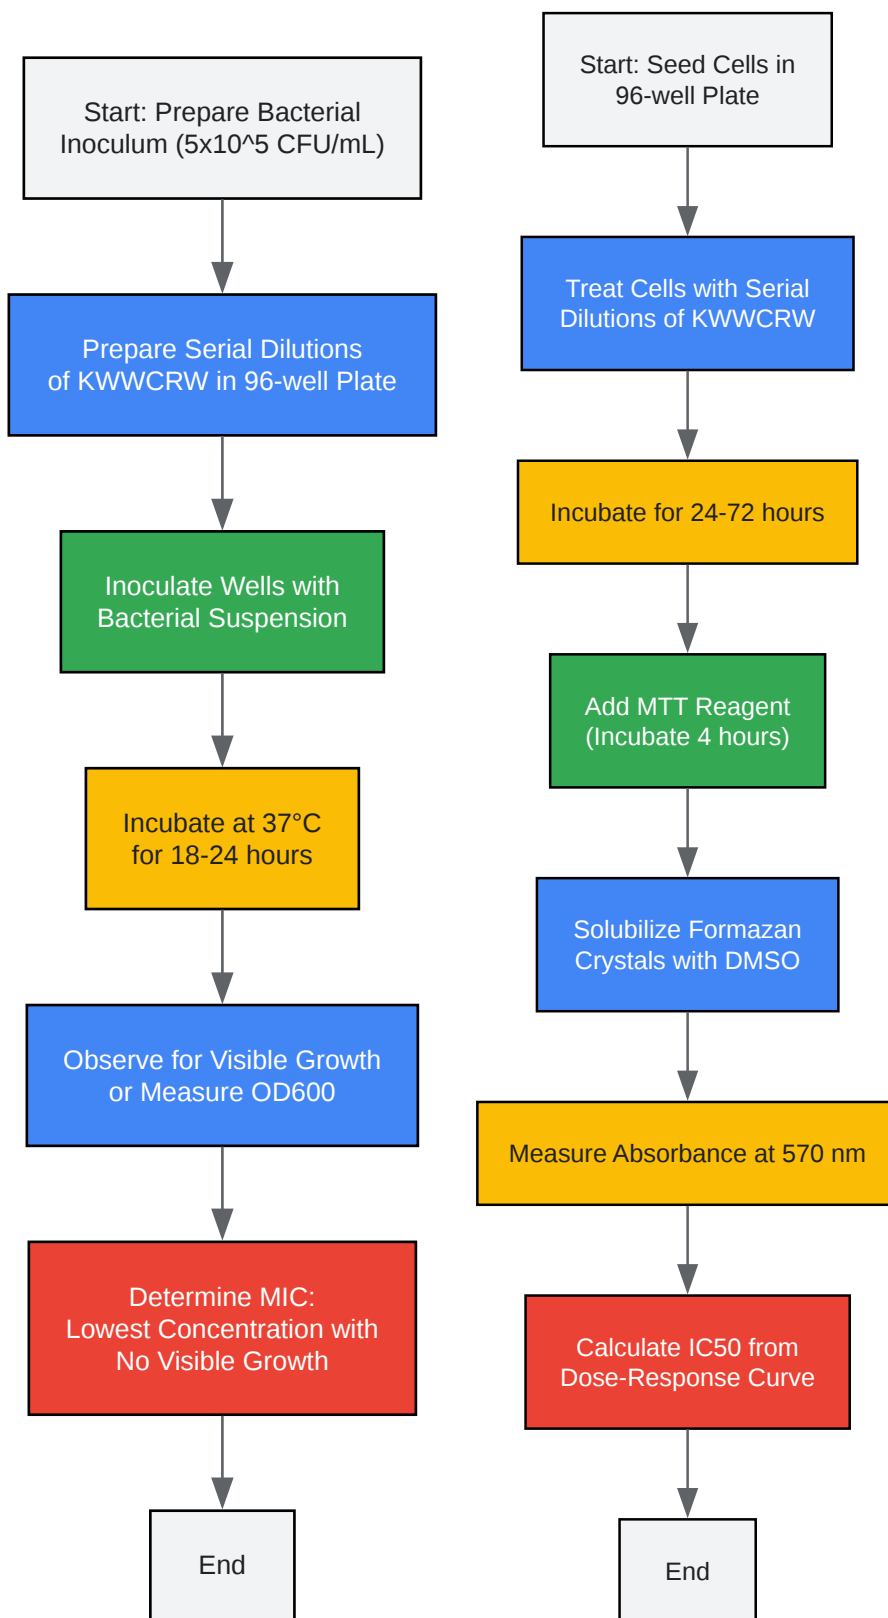 Start: Prepare Bacterial
Inoculum (5x10^5 CFU/mL)
Prepare Serial Dilutions
of KWWCRW in 96-well Plate
Inoculate Wells with
Bacterial Suspension
Incubate at 37°C
for 18-24 hours
Observe for Visible Growth
or Measure OD600
Determine MIC:
Lowest Concentration with
No Visible Growth
End
Start: Seed Cells in
96-well Plate
Treat Cells with Serial
Dilutions of KWWCRW
Incubate for 24-72 hours
Add MTT Reagent
(Incubate 4 hours)
Solubilize Formazan
Crystals with DMSO
Measure Absorbance at 570 nm
Calculate IC50 from
Dose-Response Curve
End